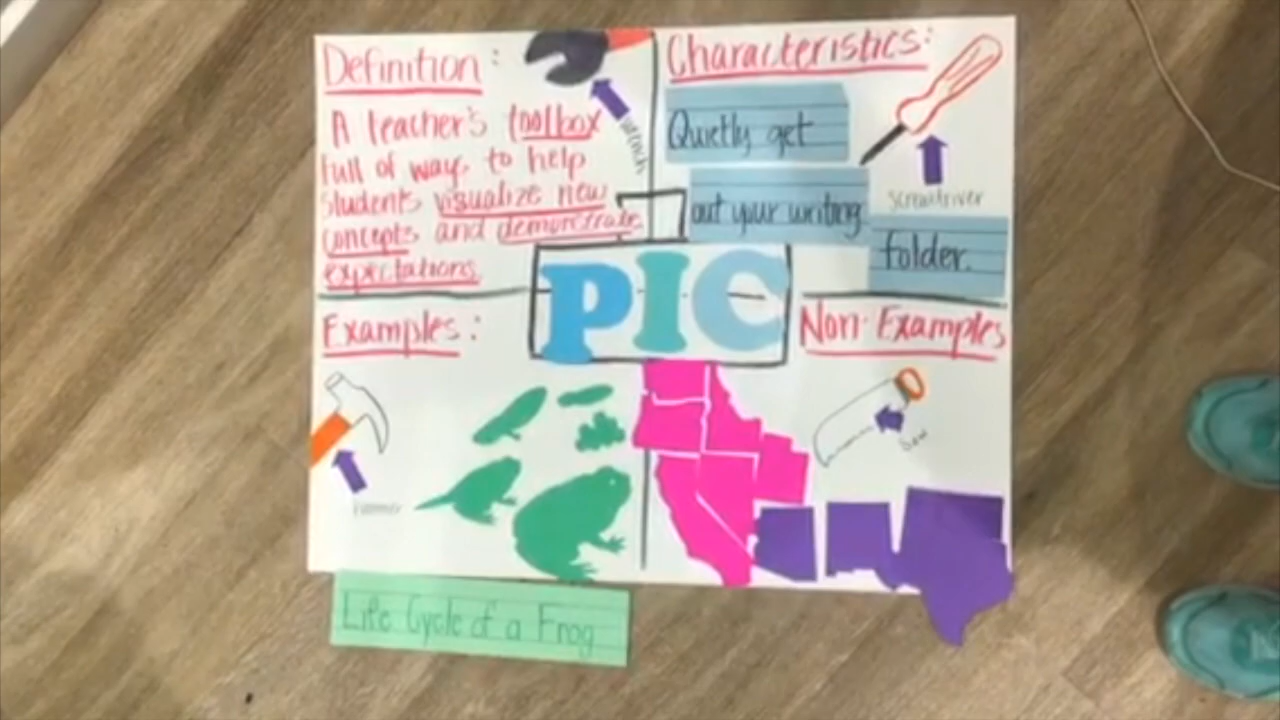 Definition:
A teacher's toolbox
full of ways to help
students visualize new
concepts and demonstrate
expectations.
wrench
Characteristics:
Quietly get
out your writing
folder.
screwdriver
PIC
Examples:
Non-Examples
hammer
Saw
Life Cycle of a Frog
N